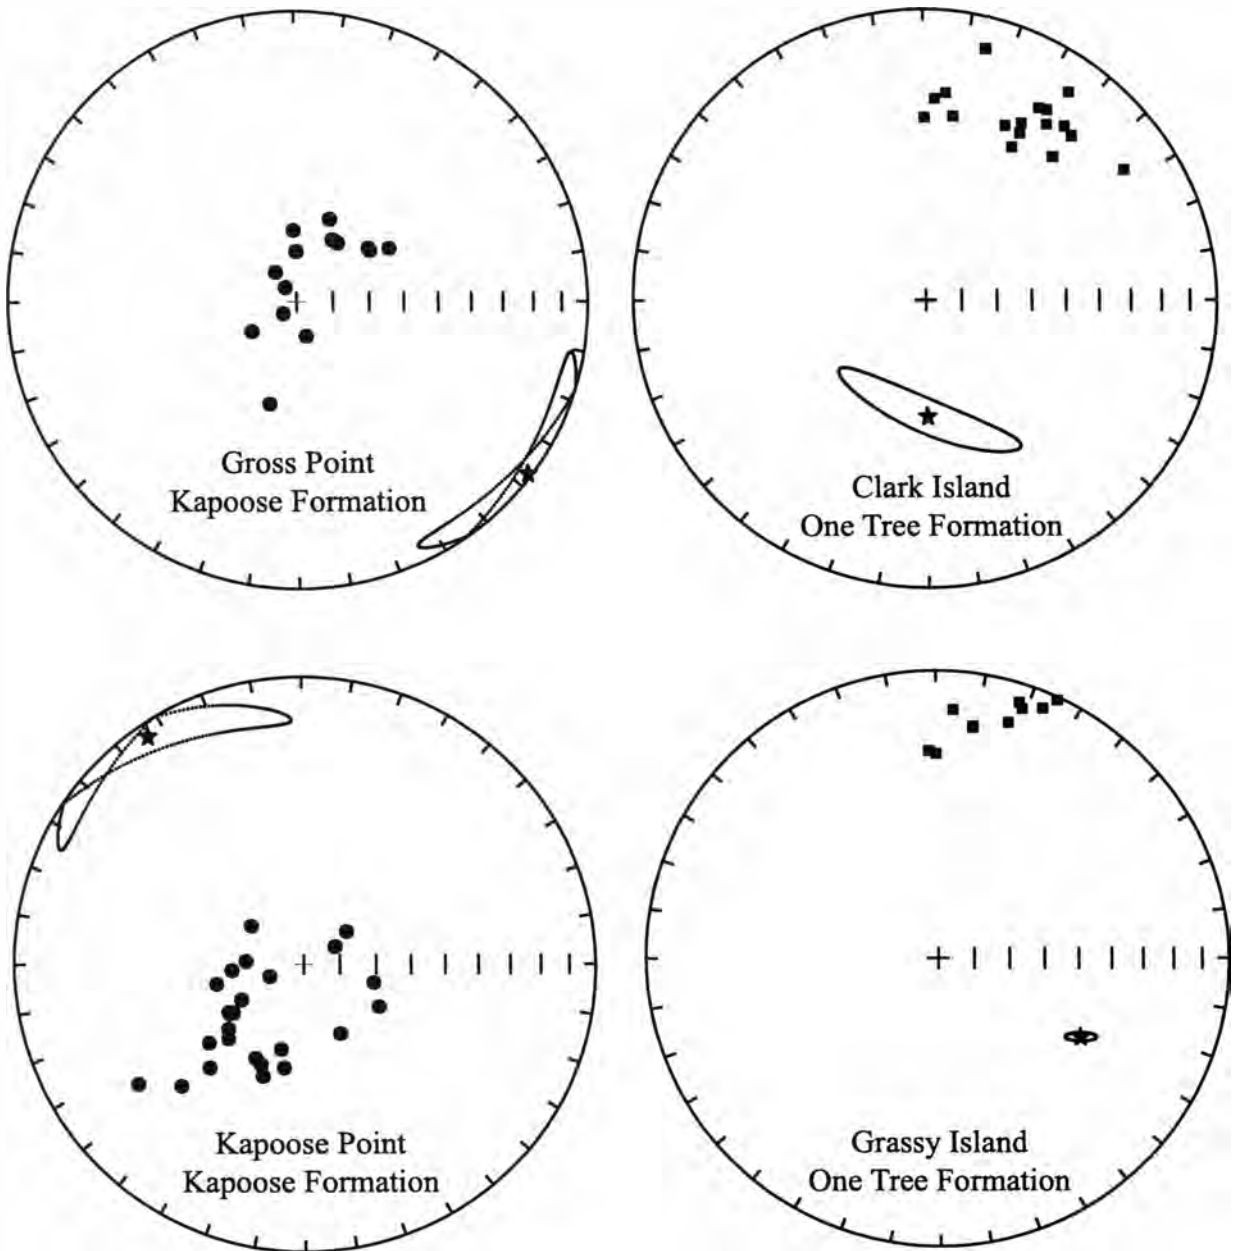 Gross Point
Kapoose Formation
Clark Island
One Tree Formation
Kapoose Point
Kapoose Formation
Grassy Island
One Tree Formation